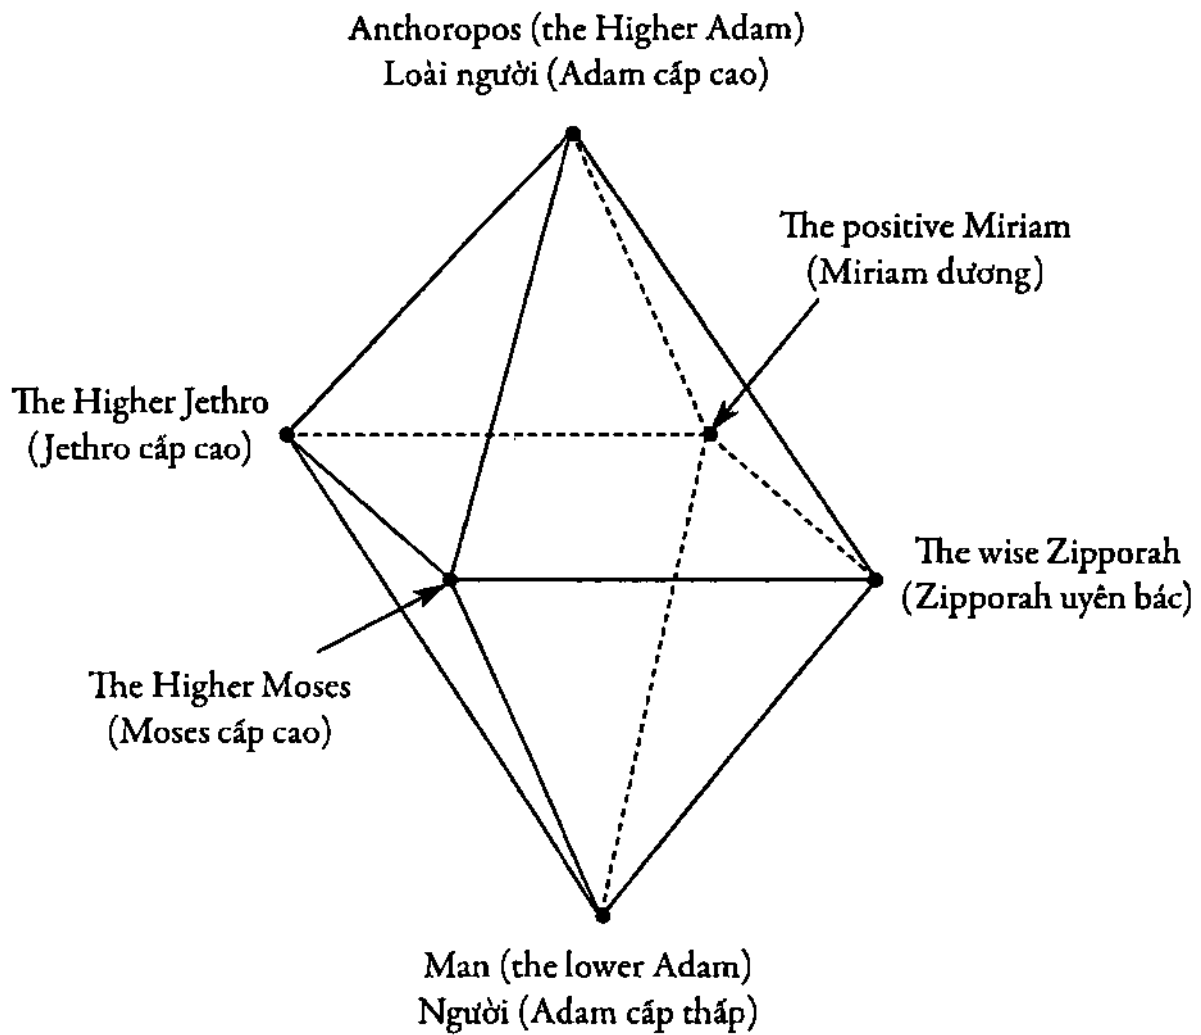 Anthoropos (the Higher Adam)
Loài người (Adam cấp cao)
The positive Miriam
(Miriam dương)
The Higher Jethro
(Jethro cấp cao)
The wise Zipporah
(Zipporah uyên bác)
The Higher Moses
(Moses cấp cao)
Man (the lower Adam)
Người (Adam cấp thấp)